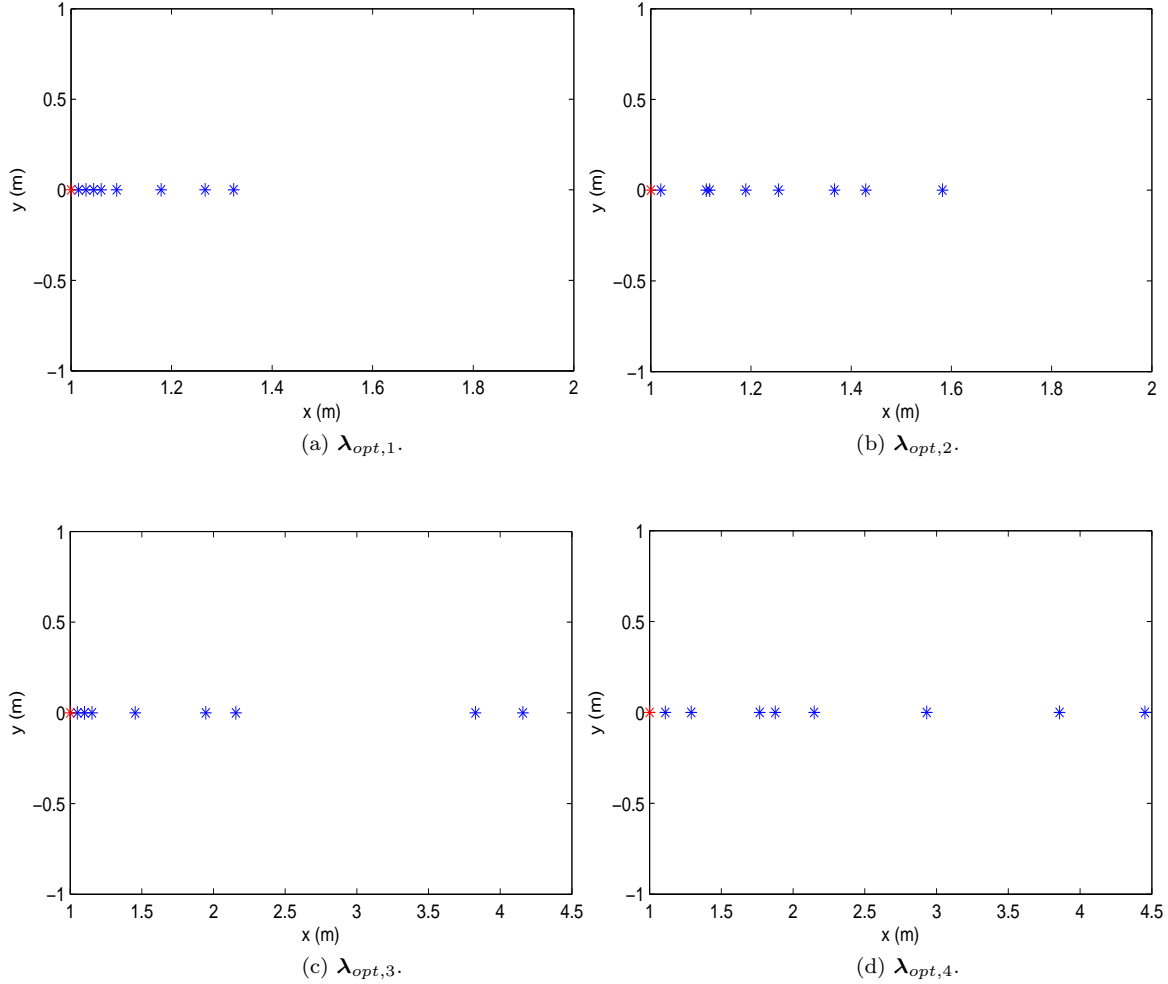 1
0.5
0
−0.5
−1
y (m)
1 1.2 1.4 1.6 1.8 2
x (m)
(a) λopt,1.
1
0.5
0
−0.5
−1
y (m)
1 1.2 1.4 1.6 1.8 2
x (m)
(b) λopt,2.
1
0.5
0
−0.5
−1
y (m)
1 1.5 2 2.5 3 3.5 4 4.5
x (m)
(c) λopt,3.
1
0.5
0
−0.5
−1
y (m)
1 1.5 2 2.5 3 3.5 4 4.5
x (m)
(d) λopt,4.